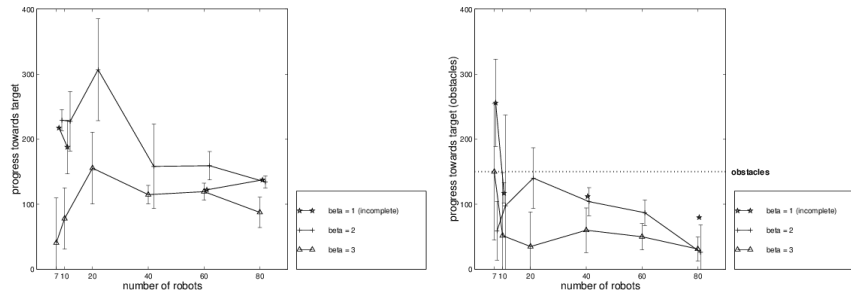 400
300
200
100
0
progress towards target
7 10 20 40 60 80
number of robots
beta = 1 (incomplete)
beta = 2
beta = 3
400
300
200
100
0
progress towards target (obstacles)
7 10 20 40 60 80
number of robots
obstacles
beta = 1 (incomplete)
beta = 2
beta = 3